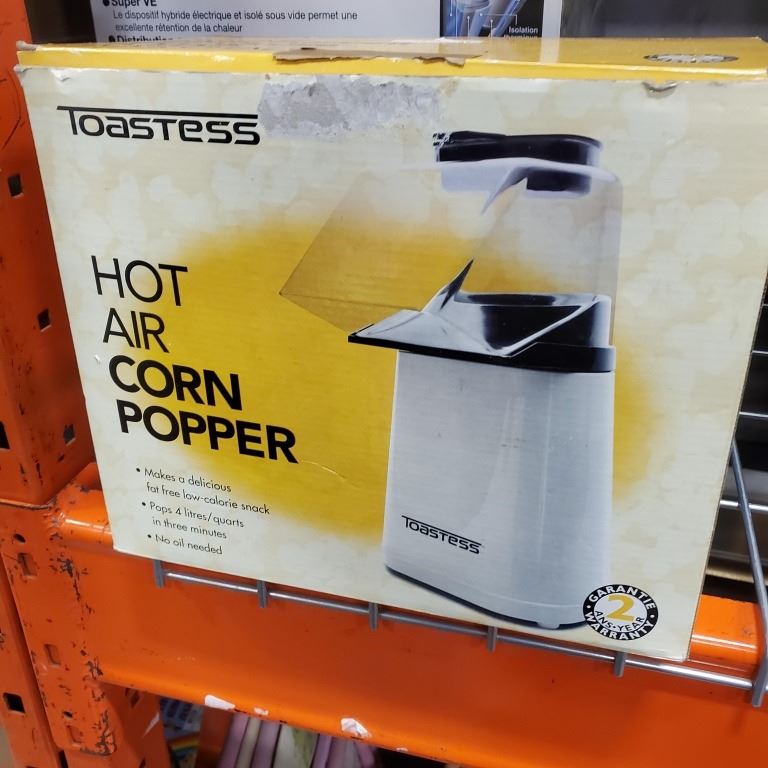 Super VE
Le dispositif hybride électrique et isolé sous vide permet une
excellente rétention de la chaleur
Isolation
Toastess
HOT
AIR
CORN
POPPER
• Makes a delicious
fat free low-calorie snack
• Pops 4 litres/quarts
in three minutes
• No oil needed
Toastess
GARANTIE
2
ANS•YEAR
WARRANTY